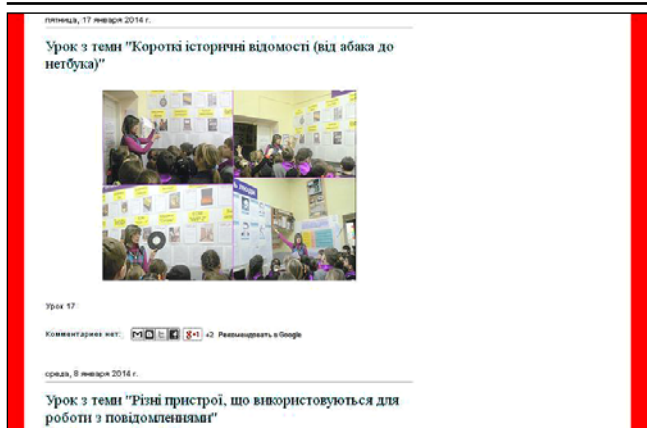 пятница, 17 января 2014 г.
Урок з теми "Короткі історичні відомості (від абака до
нетбука)"
Урок 17
Комментариев нет:
g+1 +2 Рекомендовать в Google
среда, 8 января 2014 г.
Урок з теми "Різні пристрої, що використовуються для
роботи з повідомленнями"